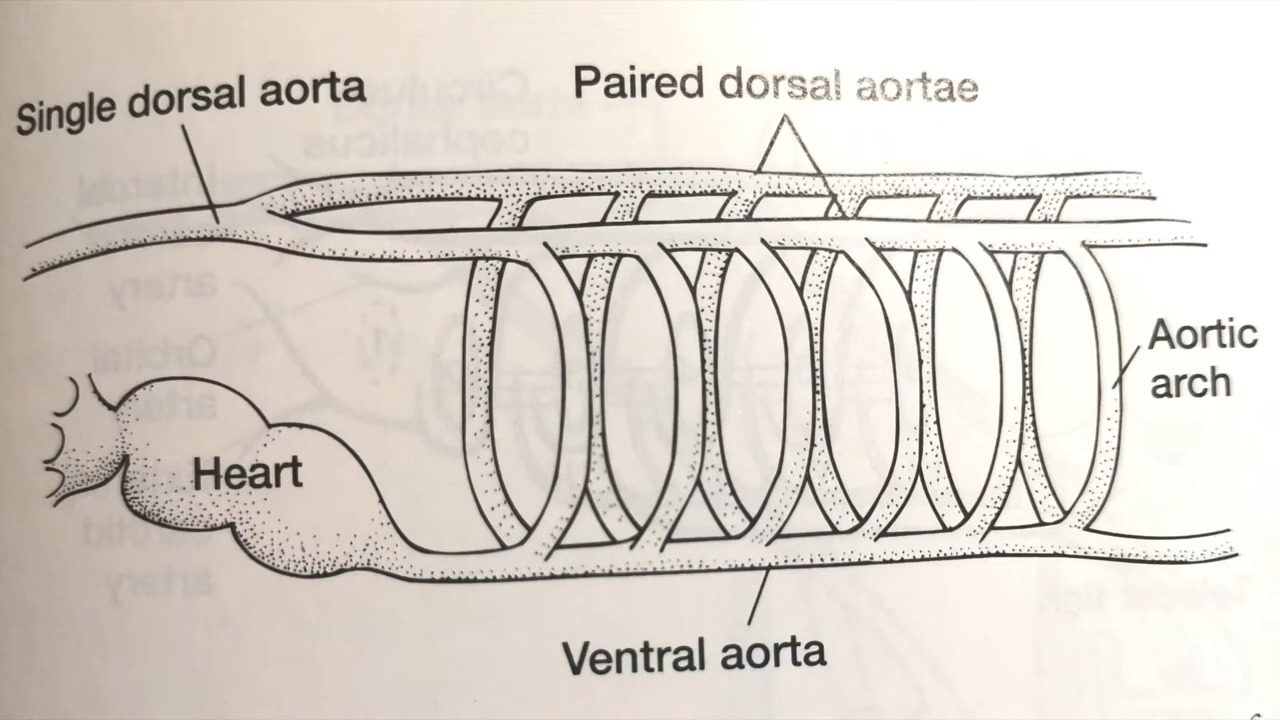 Single dorsal aorta
Paired dorsal aortae
Aortic
arch
Heart
Ventral aorta